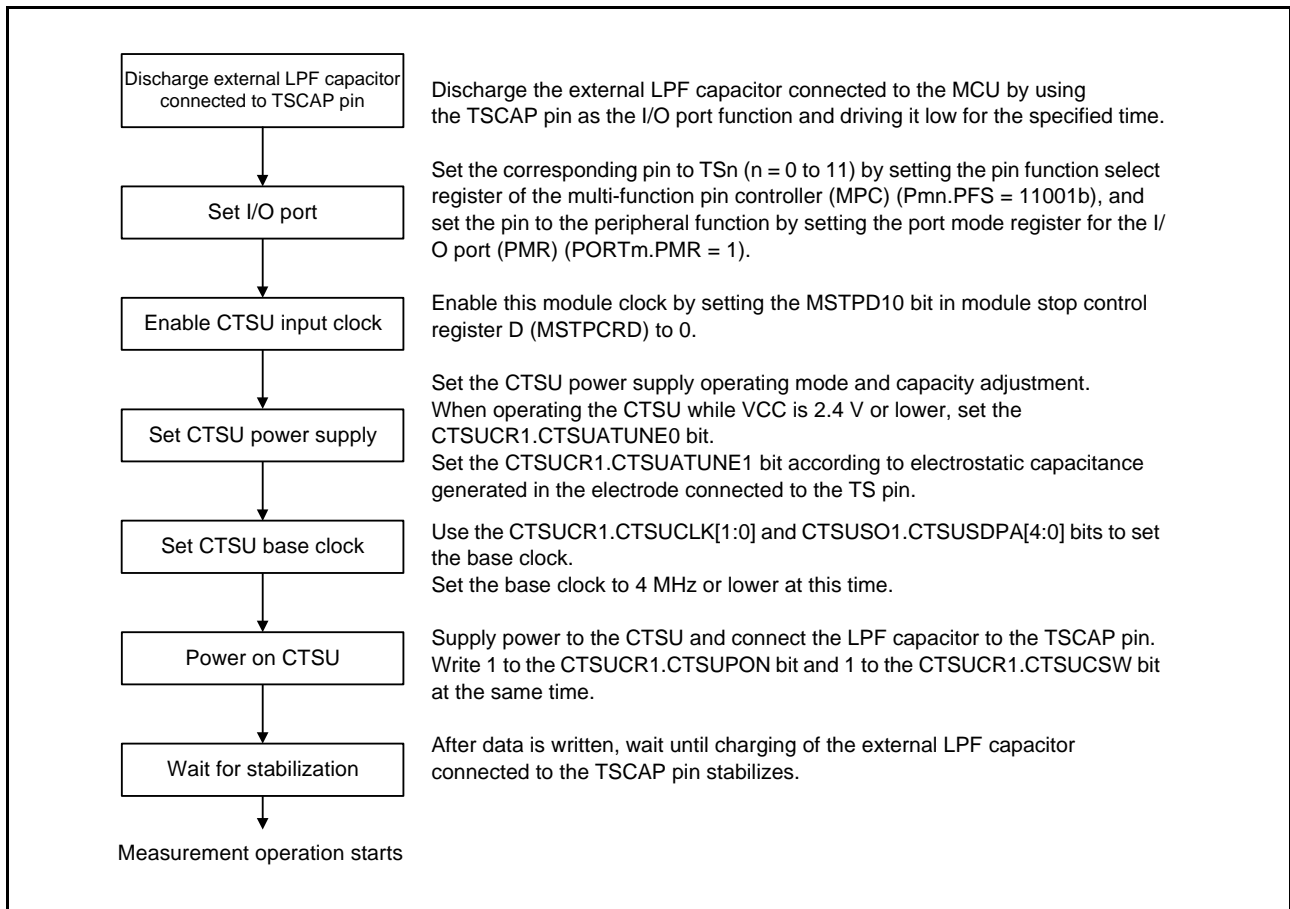 Discharge external LPF capacitor
connected to TSCAP pin
Discharge the external LPF capacitor connected to the MCU by using
the TSCAP pin as the I/O port function and driving it low for the specified time.
Set I/O port
Set the corresponding pin to TSn (n = 0 to 11) by setting the pin function select
register of the multi-function pin controller (MPC) (Pmn.PFS = 11001b), and
set the pin to the peripheral function by setting the port mode register for the I/
O port (PMR) (PORTm.PMR = 1).
Enable CTSU input clock
Enable this module clock by setting the MSTPD10 bit in module stop control
register D (MSTPCRD) to 0.
Set CTSU power supply
Set the CTSU power supply operating mode and capacity adjustment.
When operating the CTSU while VCC is 2.4 V or lower, set the
CTSUCR1.CTSUATUNE0 bit.
Set the CTSUCR1.CTSUATUNE1 bit according to electrostatic capacitance
generated in the electrode connected to the TS pin.
Set CTSU base clock
Use the CTSUCR1.CTSUCLK[1:0] and CTSUSO1.CTSUSDPA[4:0] bits to set
the base clock.
Set the base clock to 4 MHz or lower at this time.
Power on CTSU
Supply power to the CTSU and connect the LPF capacitor to the TSCAP pin.
Write 1 to the CTSUCR1.CTSUPON bit and 1 to the CTSUCR1.CTSUCSW bit
at the same time.
Wait for stabilization
After data is written, wait until charging of the external LPF capacitor
connected to the TSCAP pin stabilizes.
Measurement operation starts